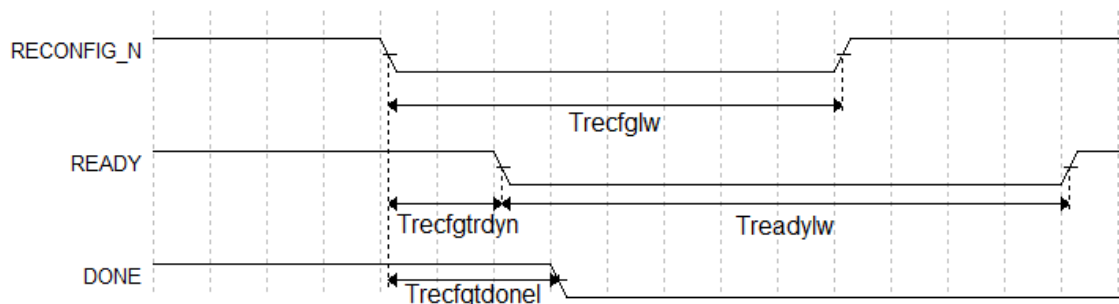 RECONFIG_N
Trecfglw
READY
Trecfgtrdyn
Treadylw
DONE
Trecfgtdonel